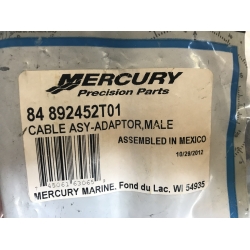 MERCURY
Precision Parts
84 892452T01
CABLE ASY-ADAPTOR,MALE
ASSEMBLED IN MEXICO
10/29/2012
MERCURY MARINE. Fond du Lac, WI 54935